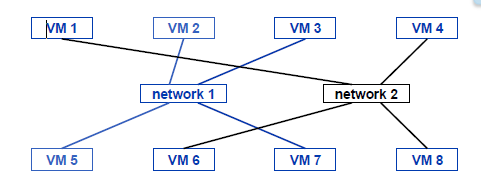 VM 1
VM 2
VM 3
VM 4
network 1
network 2
VM 5
VM 6
VM 7
VM 8